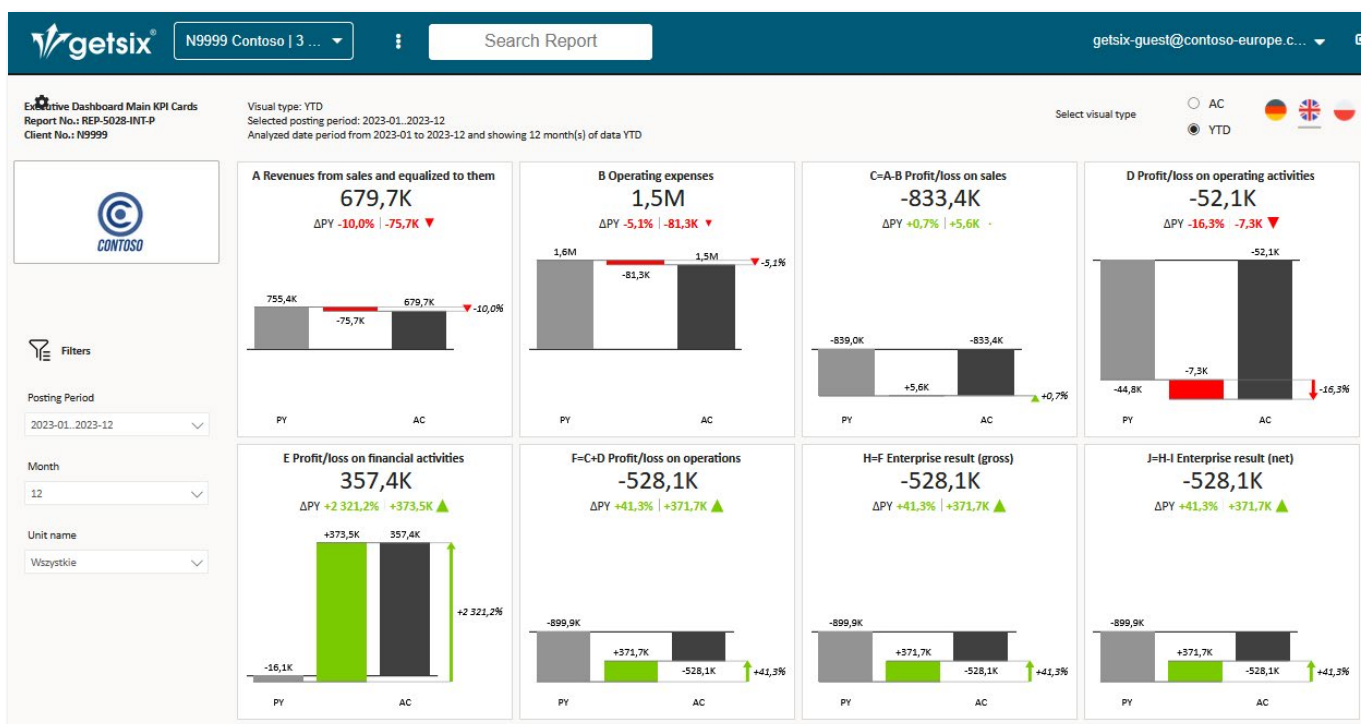 getsix®
N9999 Contoso | 3 ...
Search Report
getsix-guest@contoso-europe.c...
Executive Dashboard Main KPI Cards
Report No.: REP-5028-INT-P
Client No.: N9999
Visual type: YTD
Selected posting period: 2023-01..2023-12
Analyzed date period from 2023-01 to 2023-12 and showing 12 month(s) of data YTD
Select visual type
AC
YTD
CONTOSO
Filters
Posting Period
2023-01..2023-12
Month
12
Unit name
Wszystkie
A Revenues from sales and equalized to them
679,7K
ΔPY -10,0% | -75,7K
755,4K
-75,7K
679,7K
-10,0%
PY
AC
B Operating expenses
1,5M
ΔPY -5,1% | -81,3K
1,6M
-81,3K
1,5M
-5,1%
PY
AC
C=A-B Profit/loss on sales
-833,4K
ΔPY +0,7% | +5,6K
-839,0K
+5,6K
-833,4K
+0,7%
PY
AC
D Profit/loss on operating activities
-52,1K
ΔPY -16,3% | -7,3K
-44,8K
-7,3K
-52,1K
-16,3%
PY
AC
E Profit/loss on financial activities
357,4K
ΔPY +2 321,2% | +373,5K
-16,1K
+373,5K
357,4K
+2 321,2%
PY
AC
F=C+D Profit/loss on operations
-528,1K
ΔPY +41,3% | +371,7K
-899,9K
+371,7K
-528,1K
+41,3%
PY
AC
H=F Enterprise result (gross)
-528,1K
ΔPY +41,3% | +371,7K
-899,9K
+371,7K
-528,1K
+41,3%
PY
AC
J=H-I Enterprise result (net)
-528,1K
ΔPY +41,3% | +371,7K
-899,9K
+371,7K
-528,1K
+41,3%
PY
AC